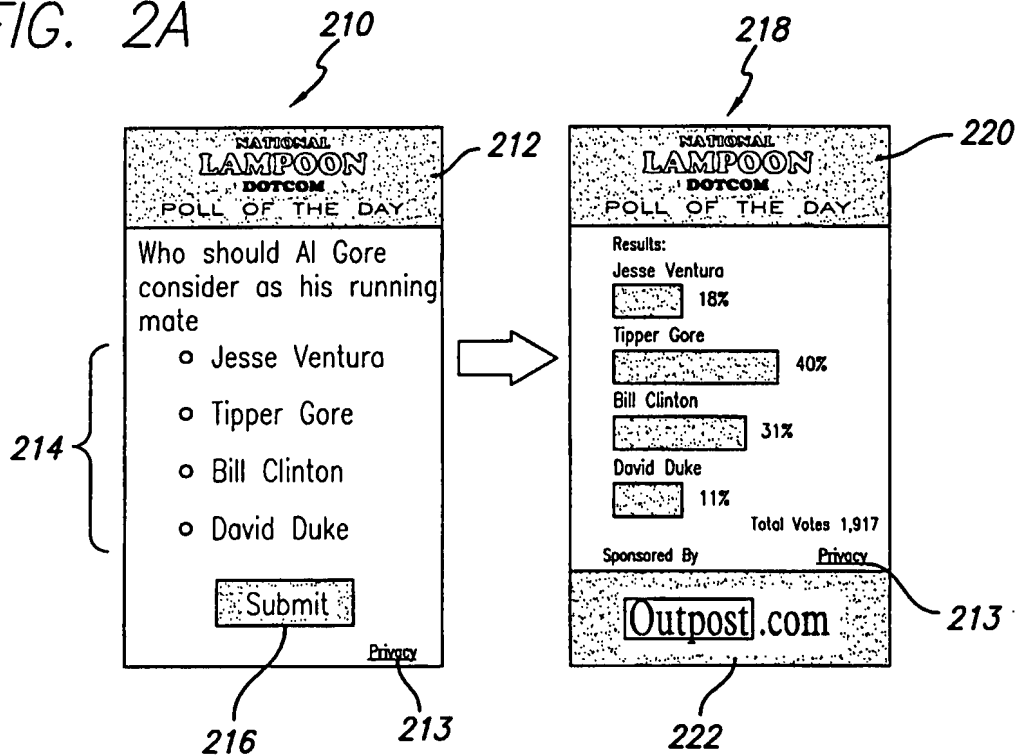 FIG. 2A
210
218
NATIONAL
LAMPOON
DOTCOM
POLL OF THE DAY
212
Who should Al Gore
consider as his running
mate
Jesse Ventura
Tipper Gore
Bill Clinton
David Duke
214
Submit
Privacy
216
213
NATIONAL
LAMPOON
DOTCOM
POLL OF THE DAY
220
Results:
Jesse Ventura
18%
Tipper Gore
40%
Bill Clinton
31%
David Duke
11%
Total Votes 1,917
Sponsored By
Privacy
Outpost.com
213
222